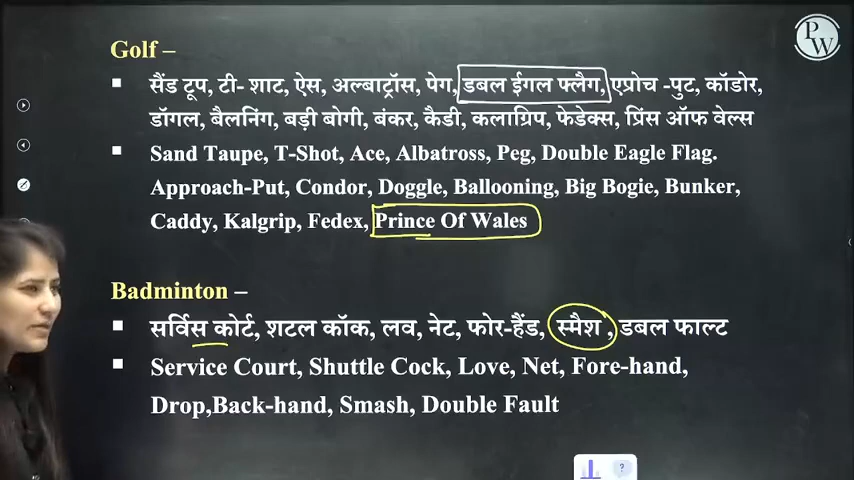 PW
Golf –
सैंड टूप, टी- शाट, ऐस, अल्बाट्रॉस, पेग, डबल ईगल फ्लैग, एप्रोच -पुट, कॉडोर,
डॉगल, बैलनिंग, बड़ी बोगी, बंकर, कैडी, कलाग्रिप, फेडेक्स, प्रिंस ऑफ वेल्स
Sand Taupe, T-Shot, Ace, Albatross, Peg, Double Eagle Flag.
Approach-Put, Condor, Doggle, Ballooning, Big Bogie, Bunker,
Caddy, Kalgrip, Fedex, Prince Of Wales
Badminton –
सर्विस कोर्ट, शटल कॉक, लव, नेट, फोर-हैंड, स्मैश , डबल फाल्ट
Service Court, Shuttle Cock, Love, Net, Fore-hand,
Drop,Back-hand, Smash, Double Fault